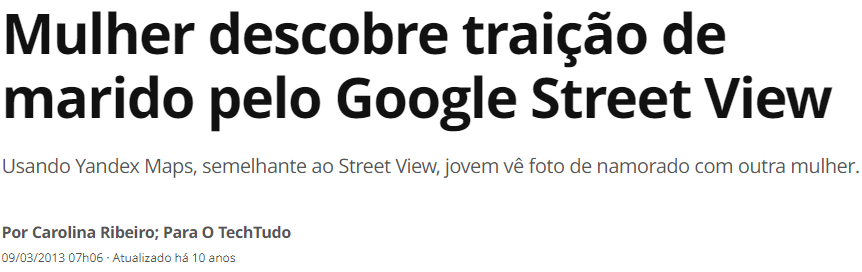 Mulher descobre traição de
marido pelo Google Street View
Usando Yandex Maps, semelhante ao Street View, jovem vê foto de namorado com outra mulher.
Por Carolina Ribeiro; Para O TechTudo
09/03/2013 07h06 · Atualizado há 10 anos